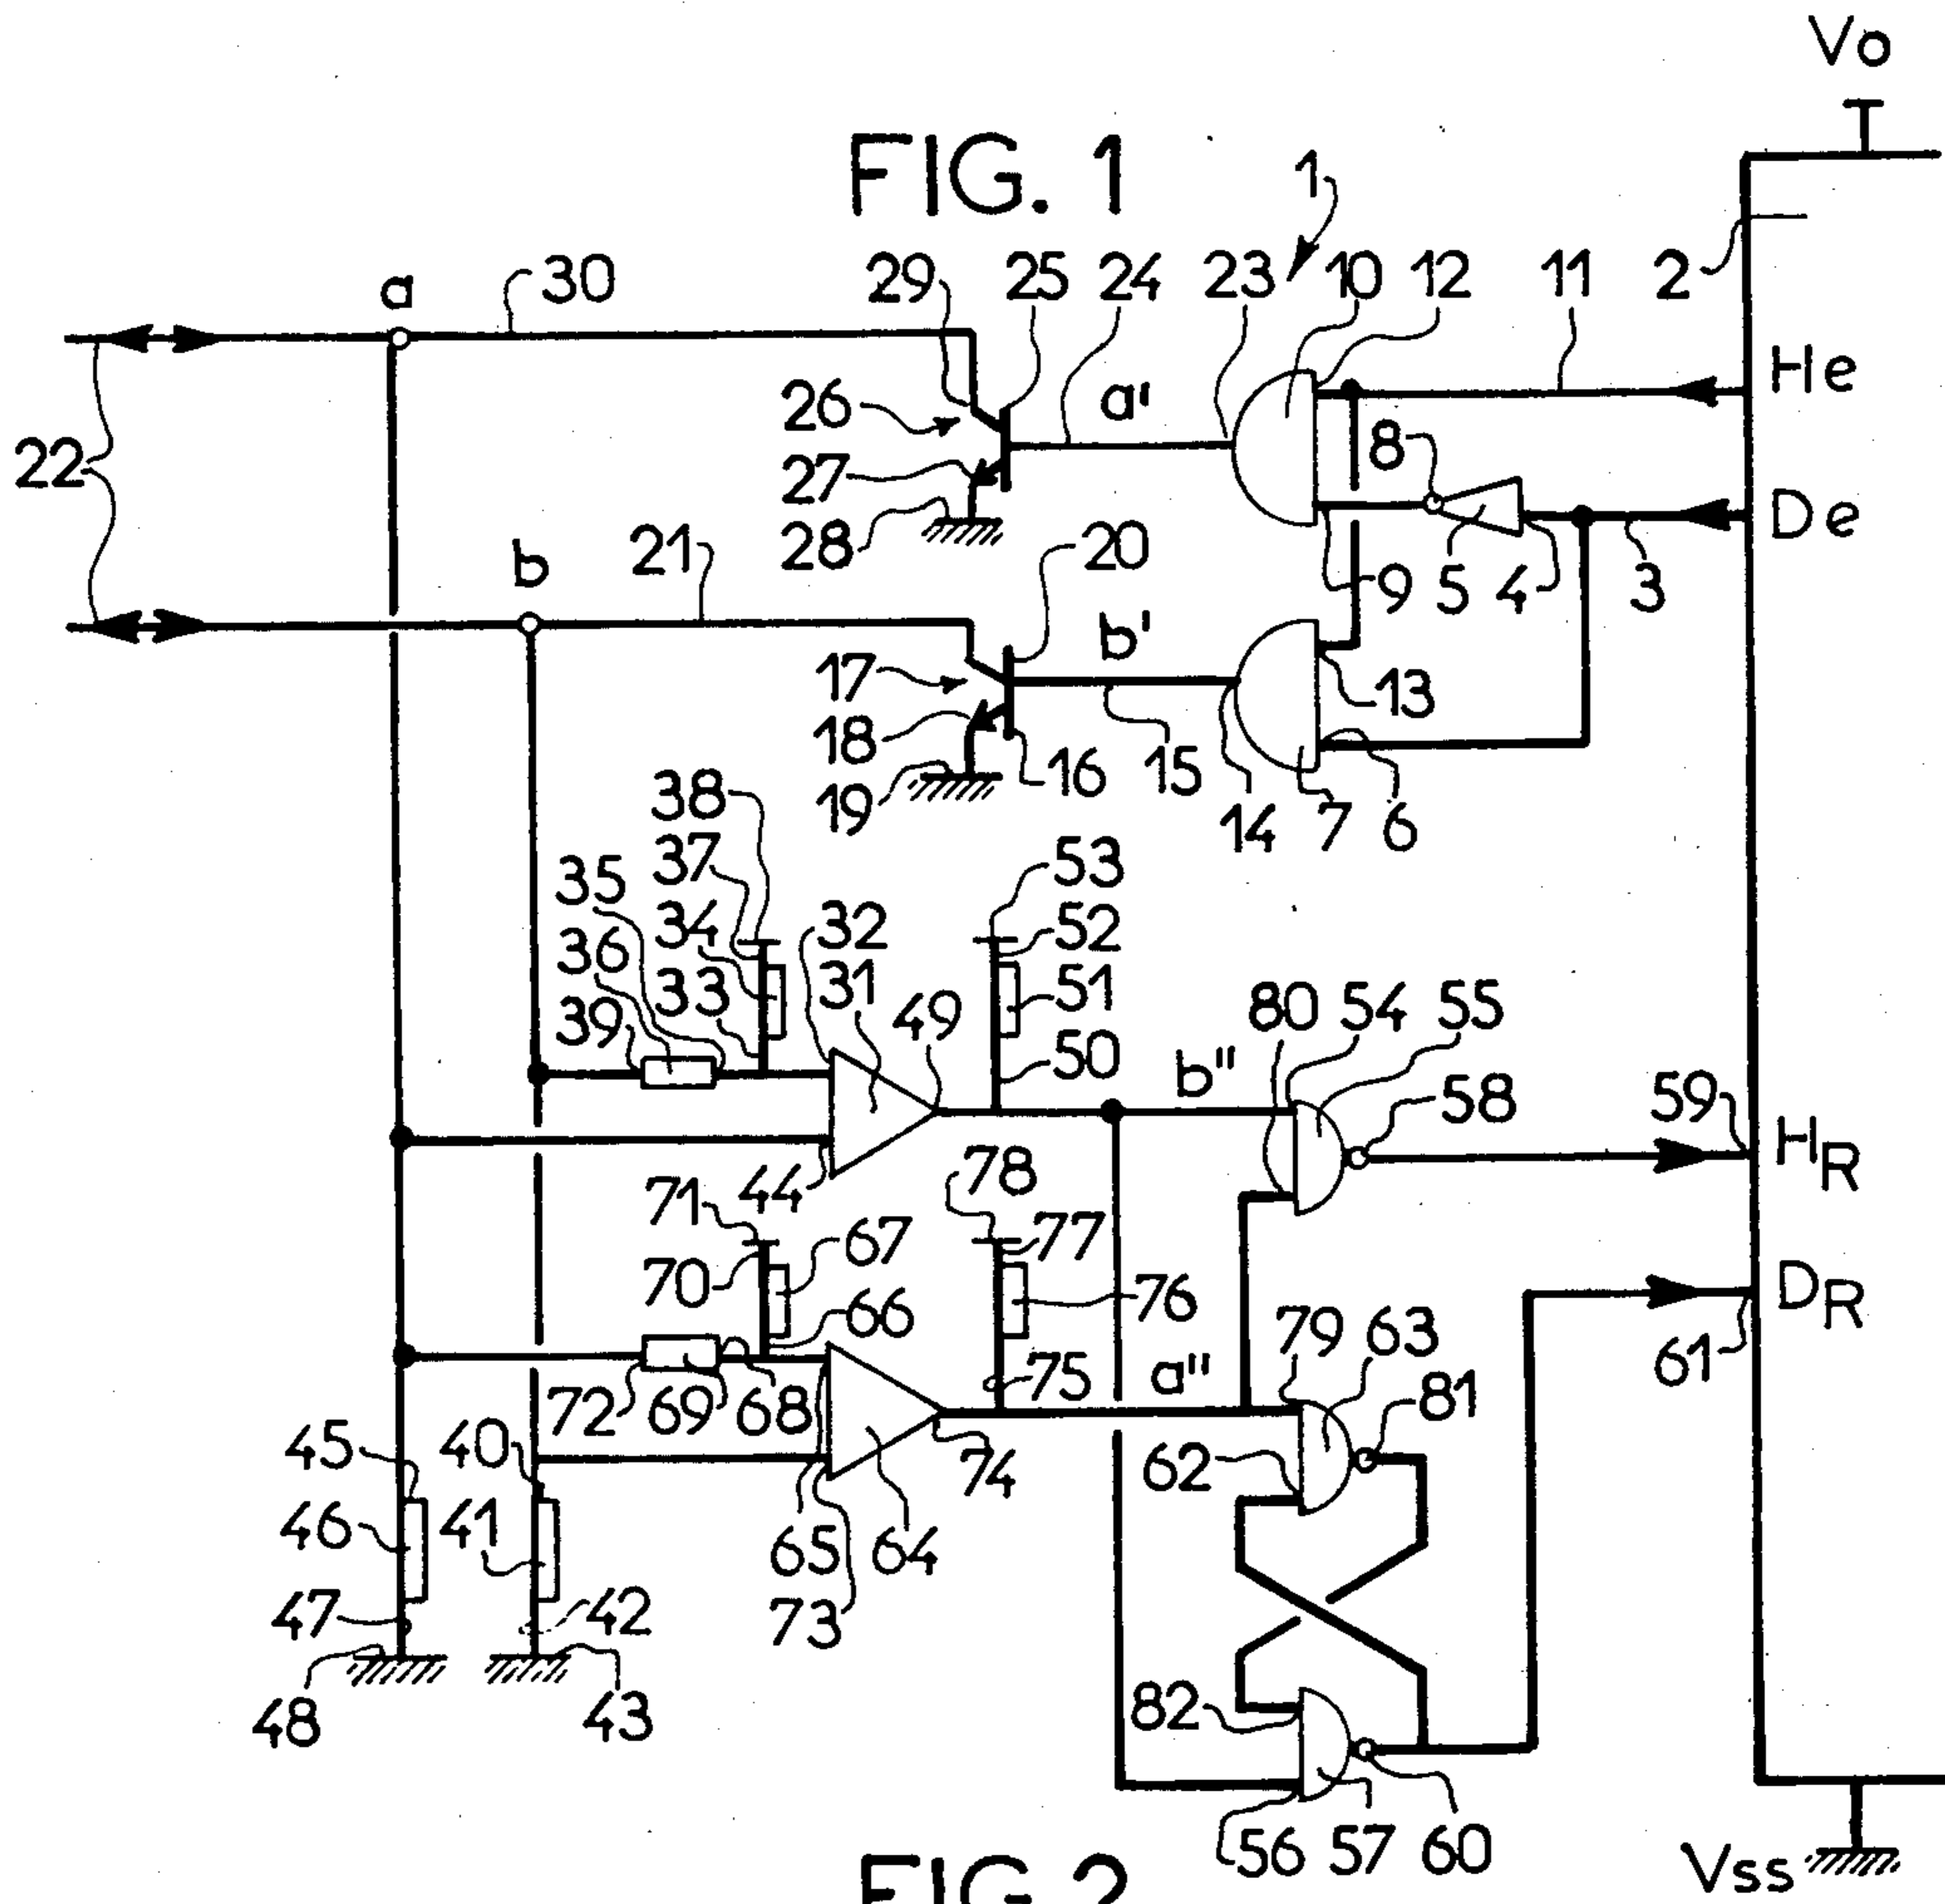 Vo
FIG. 1
1
a 30 29 25 24 23 10 12 11 2
He
26 a' 8
22 27 De
b 21 28 20 9 5 4 3
17 b' 13
18
19 16 15 14 7 6
38
35 37 53
36 34 32 52
39 33 31 49 51 80 54 55
50 b" 58 59
44 78 HR
71 67 77
70 66 76 79 63 DR
72 69 68 75 a" 81 61
45 40 74 62
46 41 65 64
47 42 73
48 43 82
56 57 60
Vss
FIG. 2